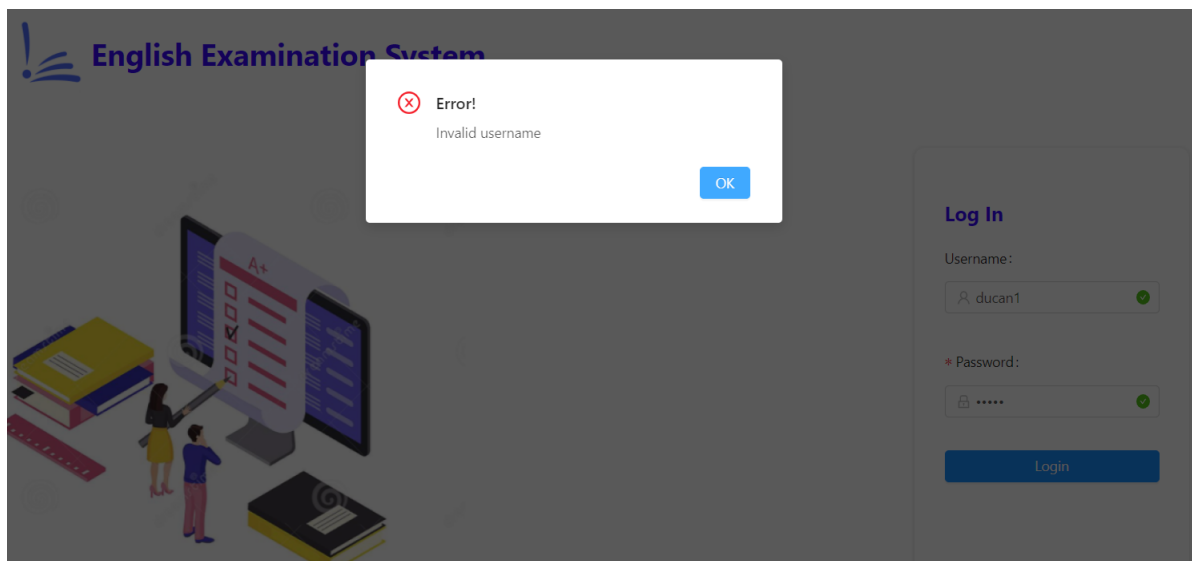 English Examination System
Error!
Invalid username
OK
Log In
Username:
ducan1
* Password:
•••••
Login
A+